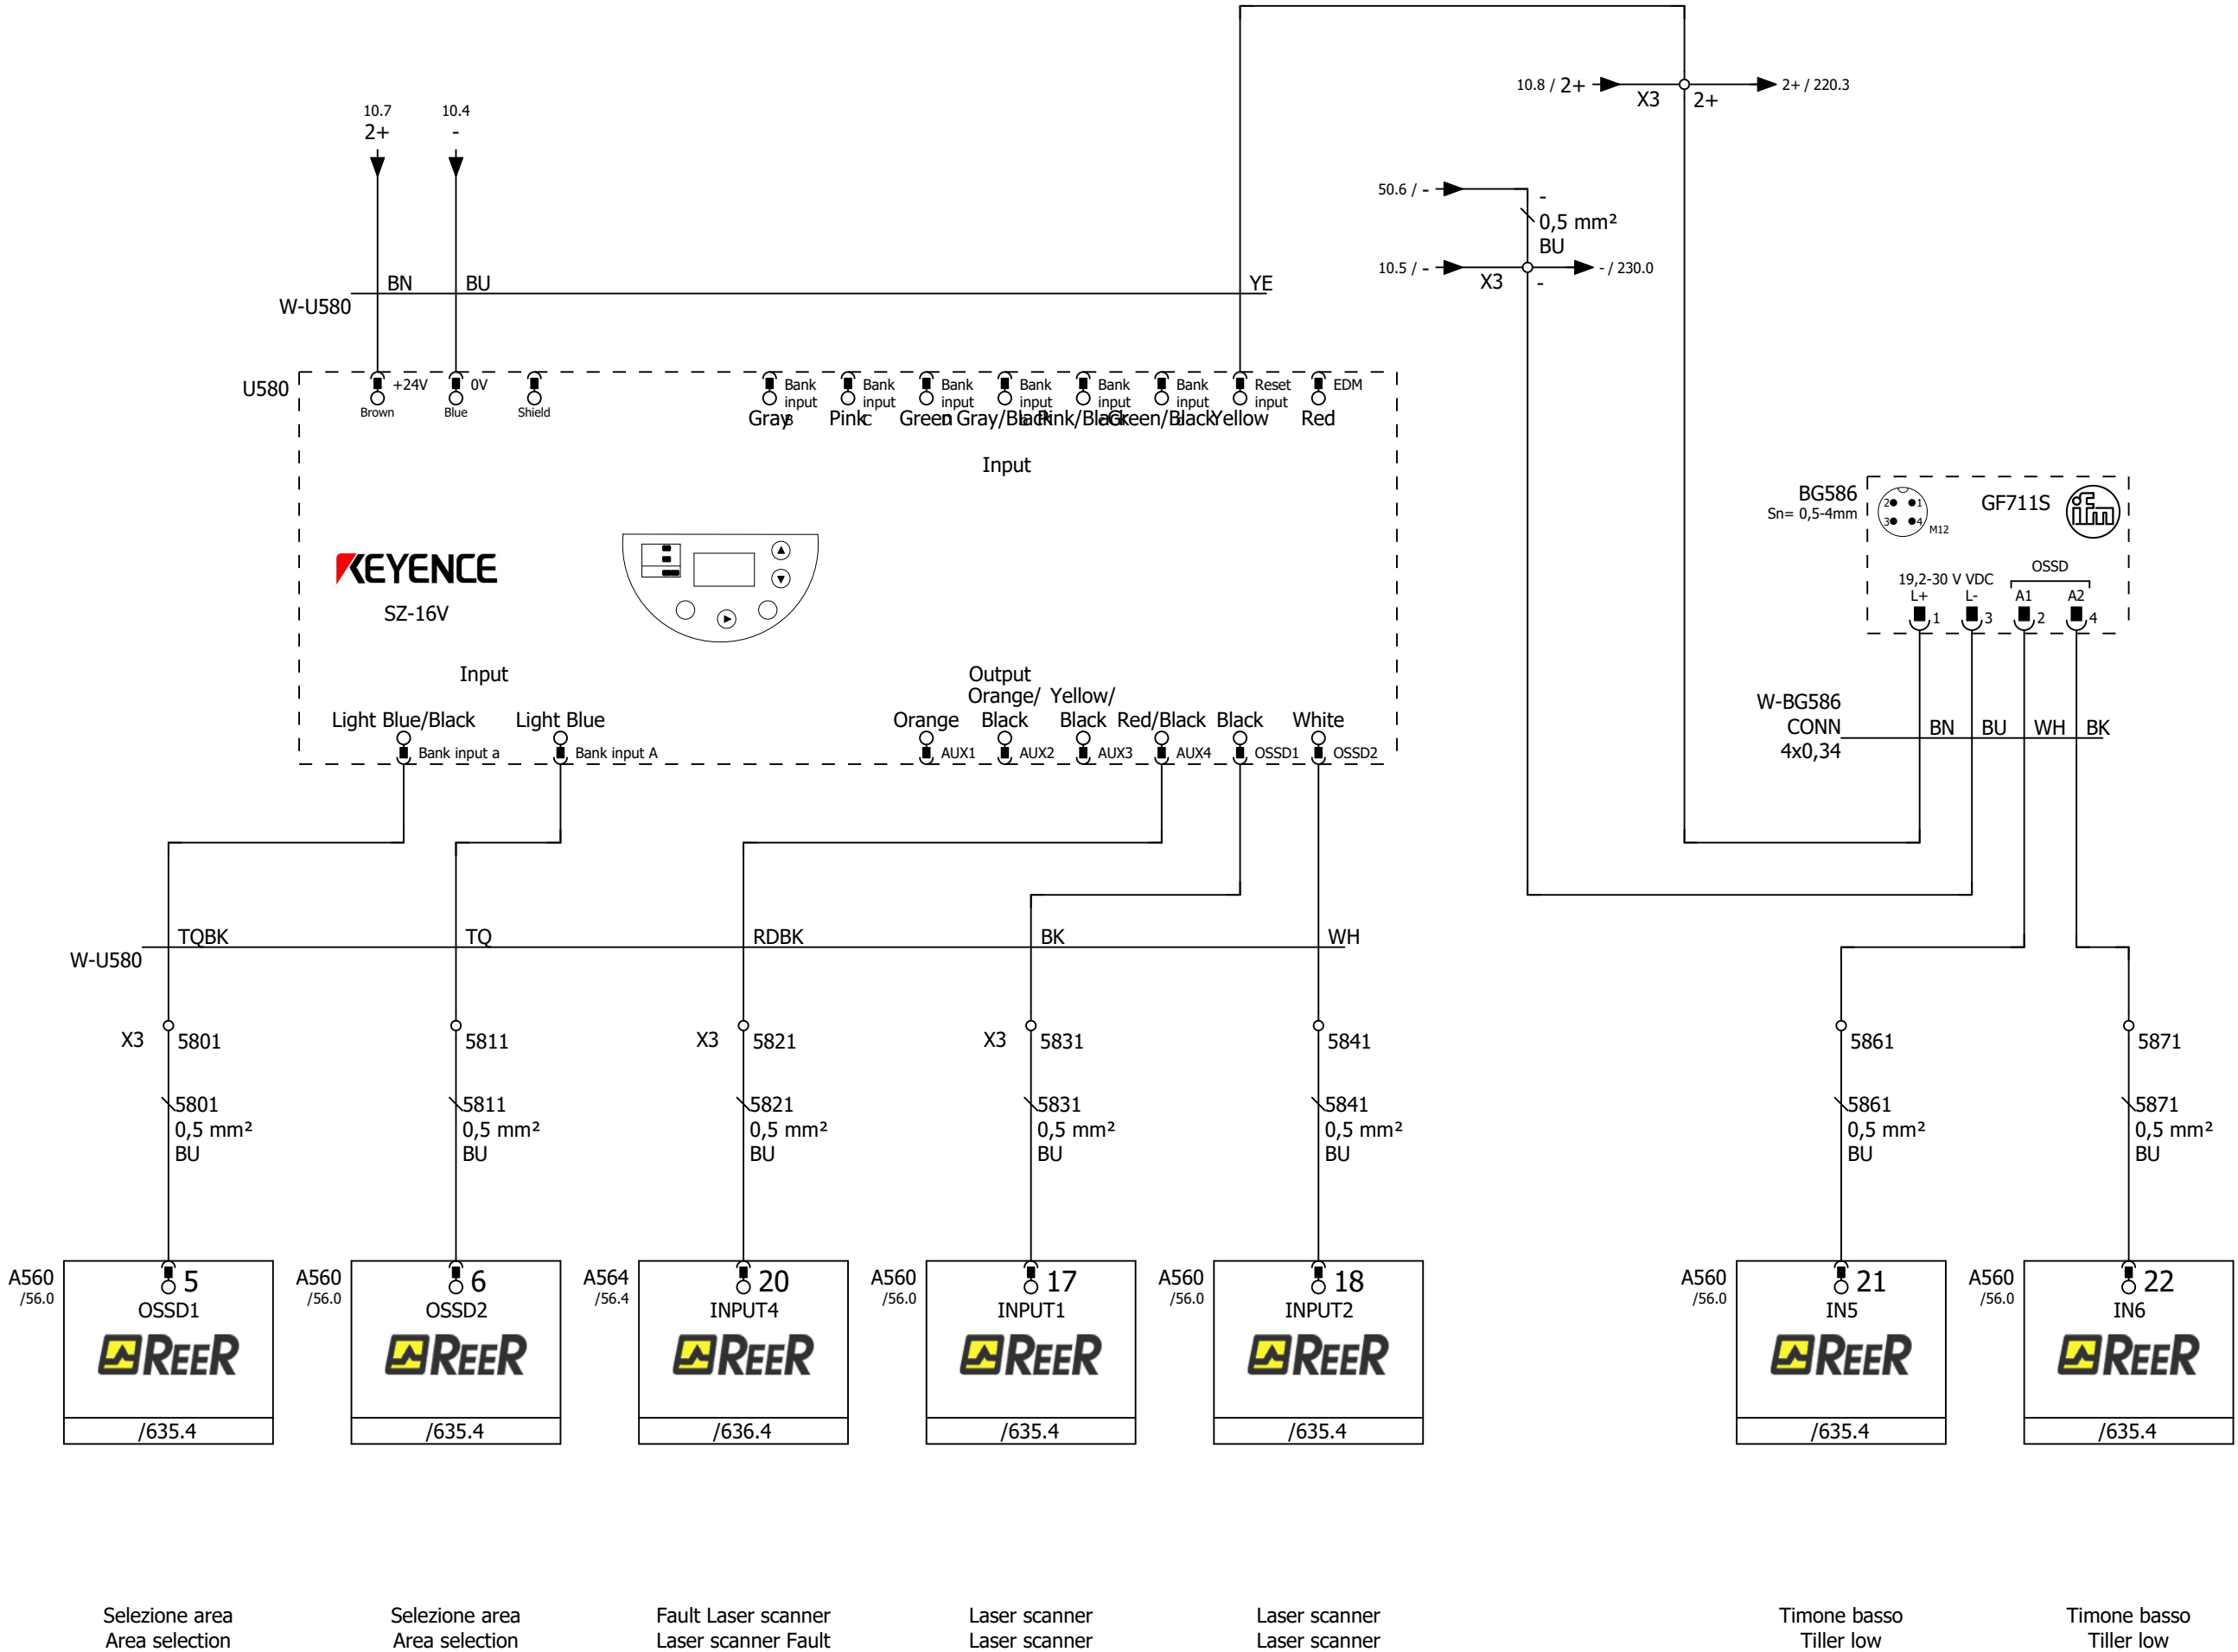 10.8 / 2+
X3
2+
2+ / 220.3
10.7
2+
10.4
-
50.6 / -
-
0,5 mm²
BU
10.5 / -
X3
-
- / 230.0
W-U580
BN
BU
YE
U580
+24V
Brown
0V
Blue
Shield
Bank
input
B
Gray
Bank
input
C
Pink
Bank
input
D
Green
Bank
input
Gray/Black
Bank
input
Pink/Black
Bank
input
Green/Black
Reset
input
Yellow
EDM
Red
Input
KEYENCE
SZ-16V
BG586
Sn= 0,5-4mm
2
1
3
4
M12
GF711S
ifm
19,2-30 V VDC
OSSD
L+
L-
A1
A2
1
3
2
4
Input
Output
Light Blue/Black
Bank input a
Light Blue
Bank input A
Orange
AUX1
Orange/
Black
AUX2
Yellow/
Black
AUX3
Red/Black
AUX4
Black
OSSD1
White
OSSD2
W-BG586
CONN
4x0,34
BN
BU
WH
BK
W-U580
TQBK
TQ
RDBK
BK
WH
X3
5801
5811
X3
5821
X3
5831
5841
5861
5871
5801
0,5 mm²
BU
5811
0,5 mm²
BU
5821
0,5 mm²
BU
5831
0,5 mm²
BU
5841
0,5 mm²
BU
5861
0,5 mm²
BU
5871
0,5 mm²
BU
A560
/56.0
5
OSSD1
REER
/635.4
A560
/56.0
6
OSSD2
REER
/635.4
A564
/56.4
20
INPUT4
REER
/636.4
A560
/56.0
17
INPUT1
REER
/635.4
A560
/56.0
18
INPUT2
REER
/635.4
A560
/56.0
21
IN5
REER
/635.4
A560
/56.0
22
IN6
REER
/635.4
Selezione area
Area selection
Selezione area
Area selection
Fault Laser scanner
Laser scanner Fault
Laser scanner
Laser scanner
Laser scanner
Laser scanner
Timone basso
Tiller low
Timone basso
Tiller low